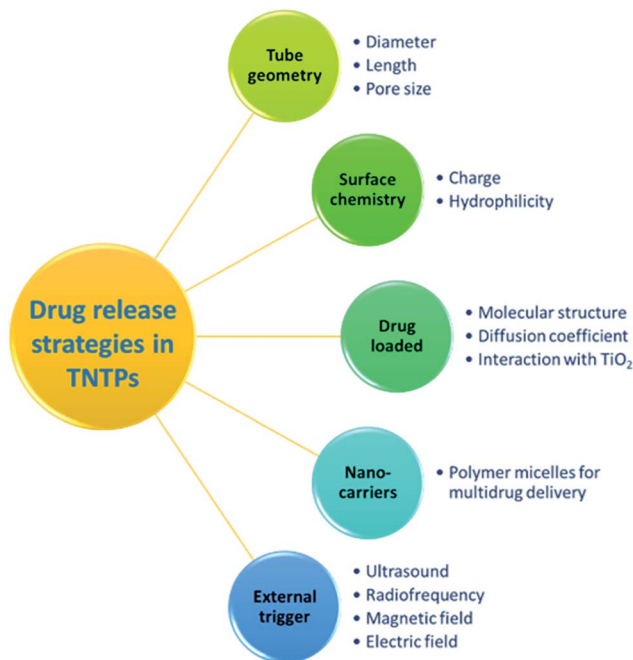 Tube
geometry
• Diameter
• Length
• Pore size
Surface
chemistry
• Charge
• Hydrophilicity
Drug release
strategies in
TNTPs
Drug
loaded
• Molecular structure
• Diffusion coefficient
• Interaction with TiO₂
Nano-
carriers
• Polymer micelles for
multidrug delivery
External
trigger
• Ultrasound
• Radiofrequency
• Magnetic field
• Electric field